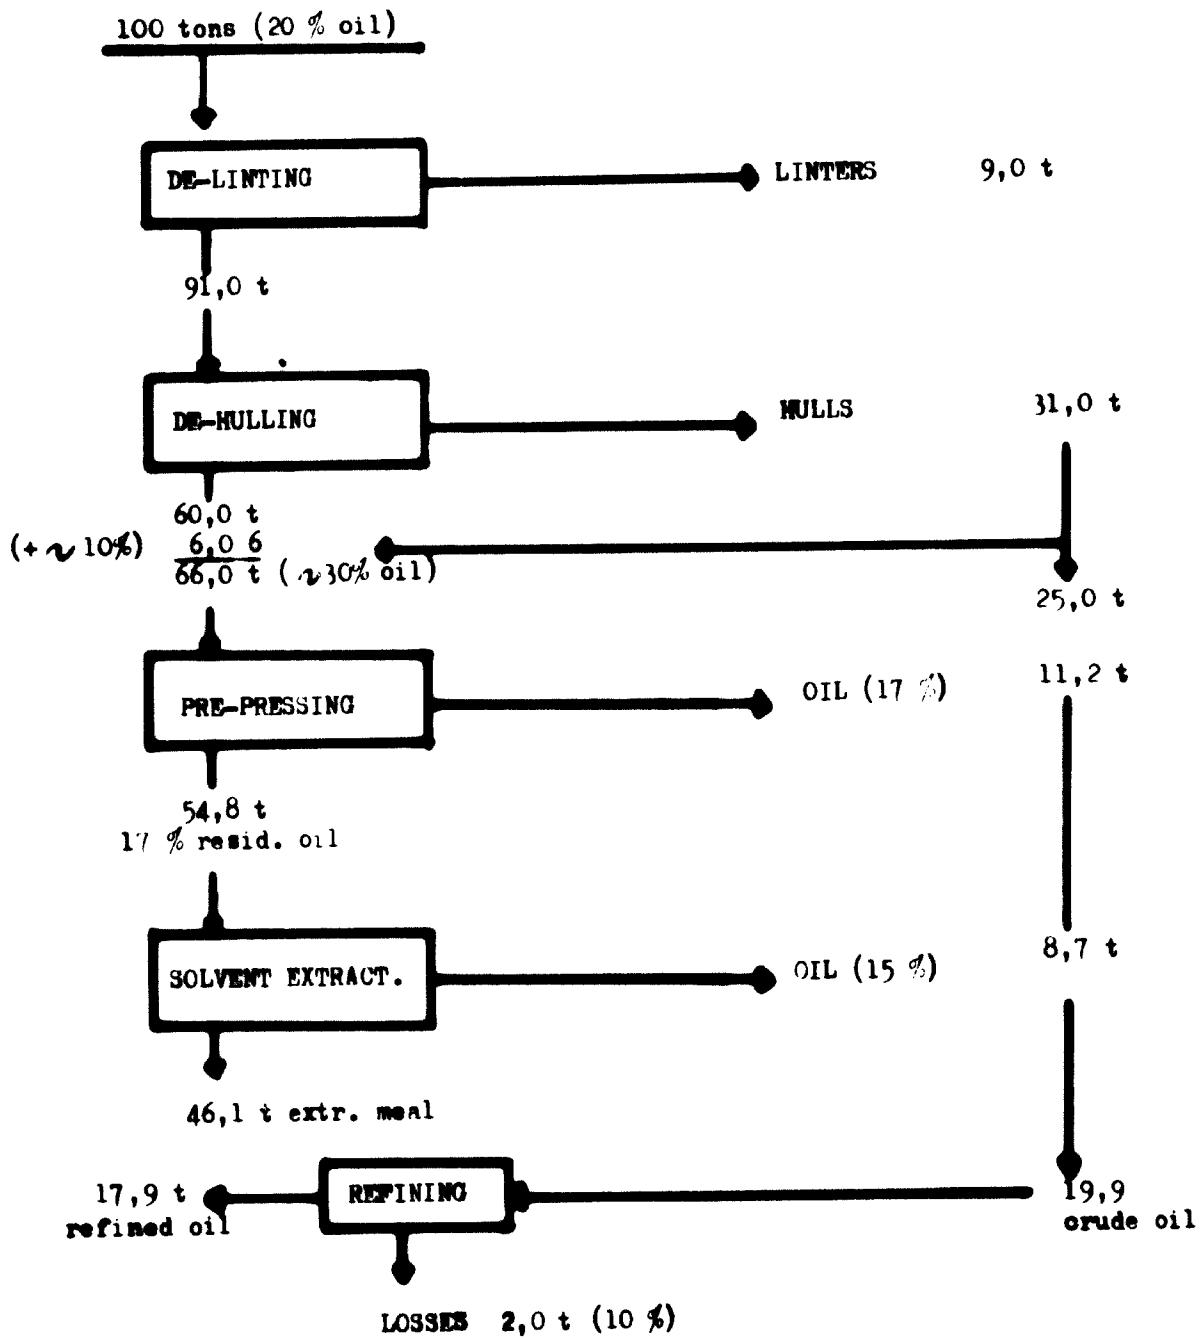 100 tons (20 % oil)
DE-LINTING
LINTERS 9,0 t
91,0 t
DE-HULLING
HULLS 31,0 t
60,0 t
(+ ~ 10%) 6,0 6
66,0 t (~30% oil)
25,0 t
PRE-PRESSING
OIL (17 %) 11,2 t
54,8 t
17 % resid. oil
SOLVENT EXTRACT.
OIL (15 %) 8,7 t
46,1 t extr. meal
17,9 t
refined oil
REFINING
19,9
crude oil
LOSSES 2,0 t (10 %)